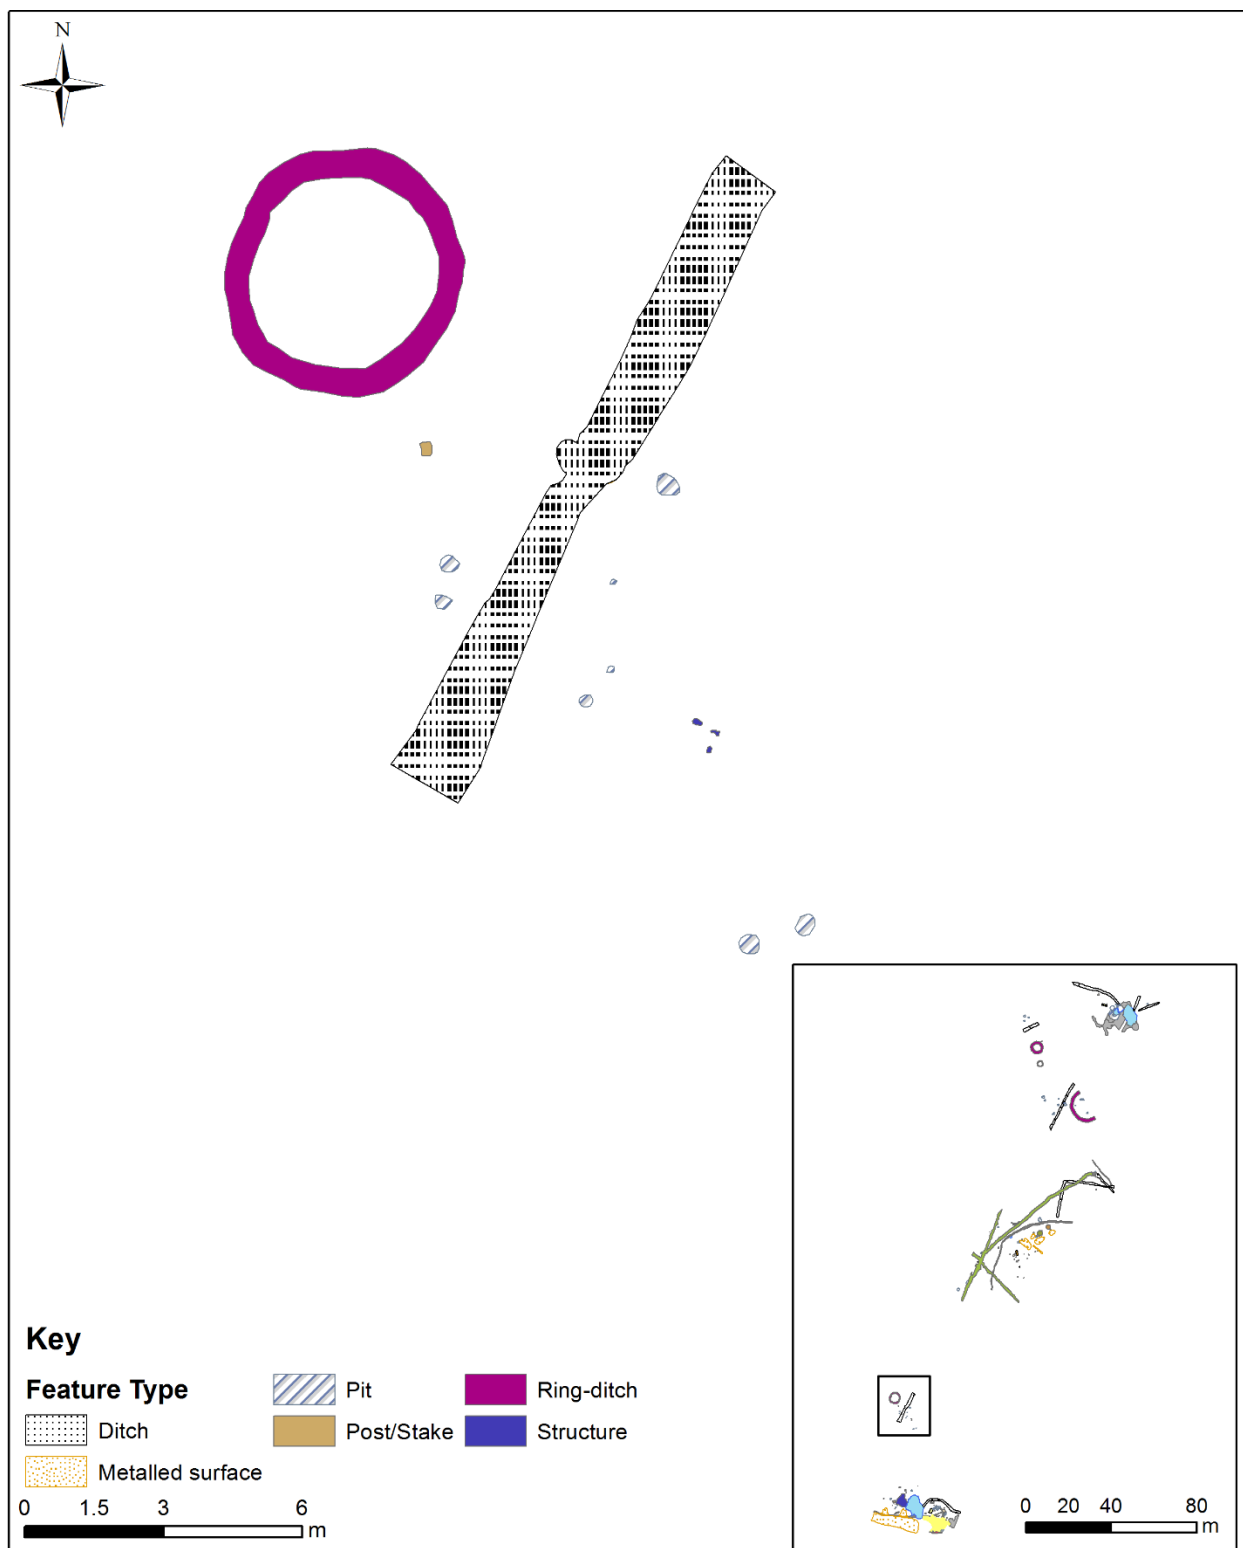 N
Key
Feature Type
Pit
Ring-ditch
Ditch
Post/Stake
Structure
Metalled surface
0 1.5 3 6 m
0 20 40 80 m